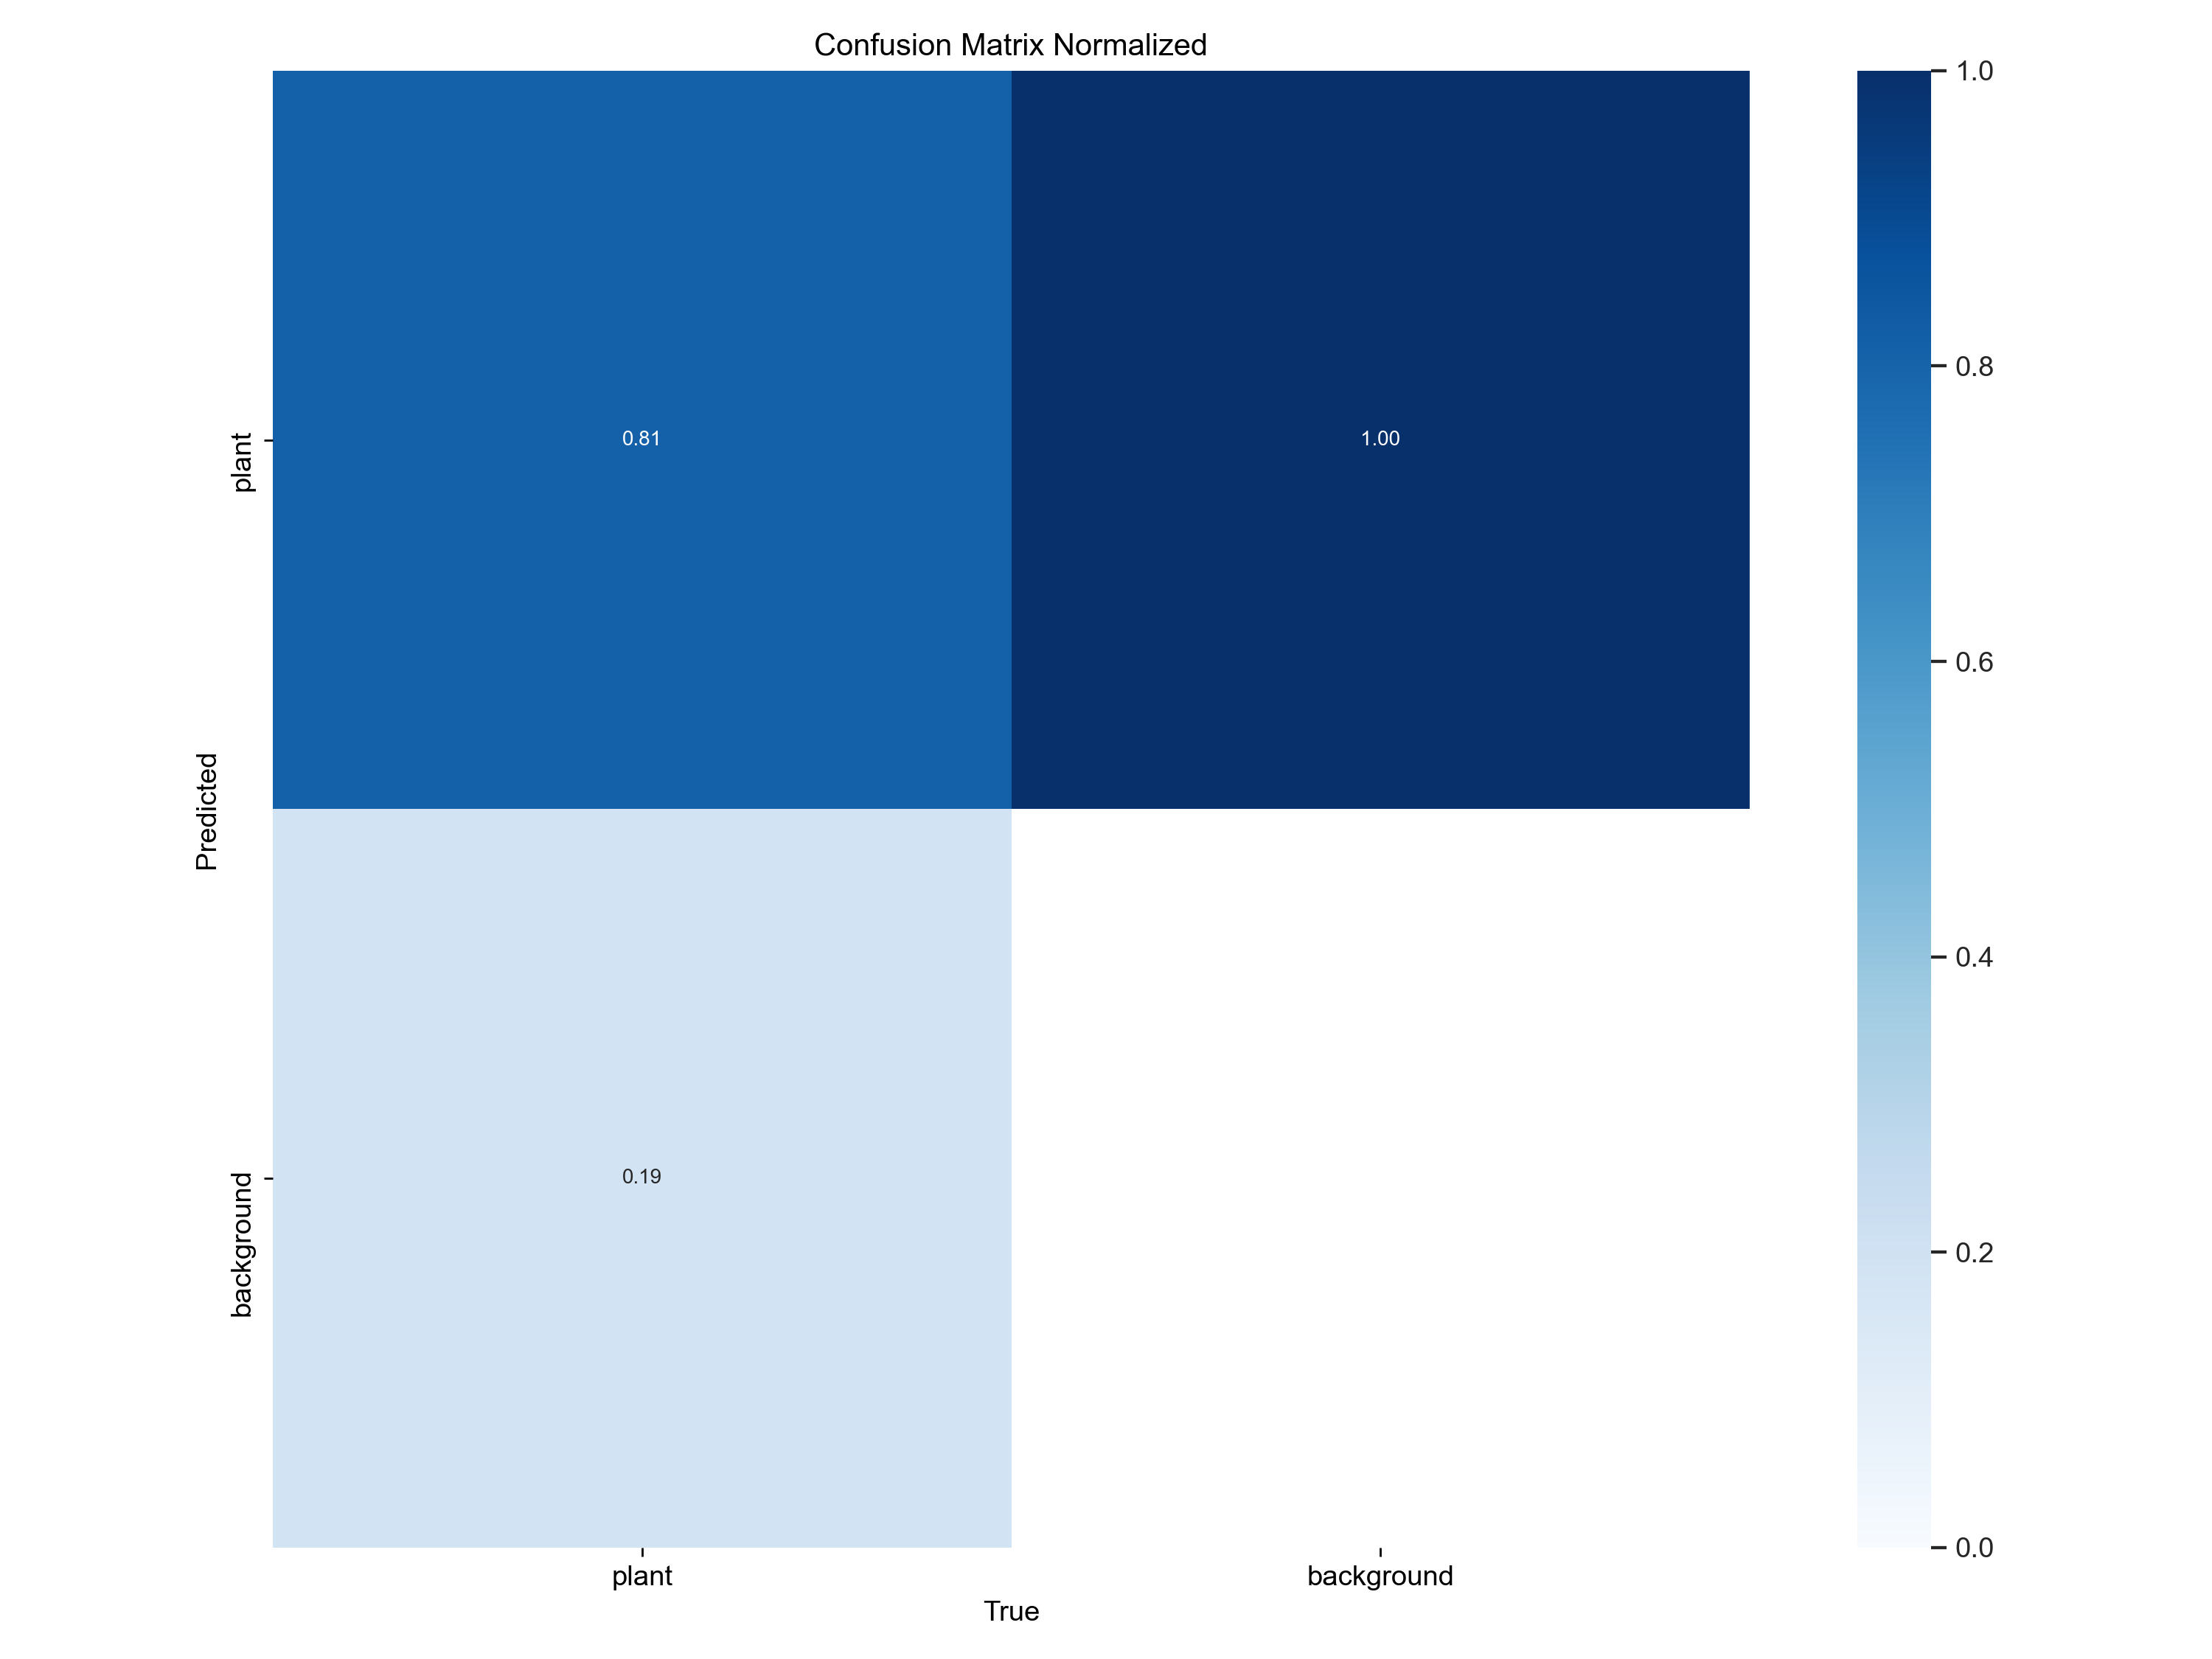 Confusion Matrix Normalized
1.0
0.8
0.6
0.4
0.2
0.0
Predicted
plant
background
0.81
1.00
0.19
plant
background
True